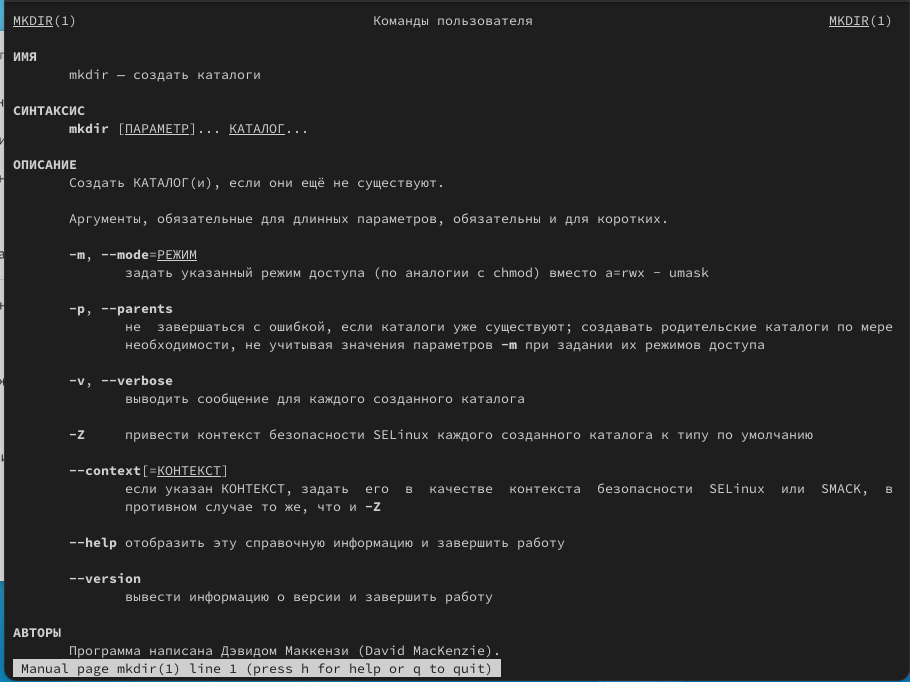 MKDIR(1) Команды пользователя MKDIR(1)
ИМЯ
mkdir – создать каталоги
СИНТАКСИС
mkdir [ПАРАМЕТР]... КАТАЛОГ...
ОПИСАНИЕ
Создать КАТАЛОГ(и), если они ещё не существуют.
Аргументы, обязательные для длинных параметров, обязательны и для коротких.
-m, --mode=РЕЖИМ
задать указанный режим доступа (по аналогии с chmod) вместо a=rwx - umask
-p, --parents
не завершаться с ошибкой, если каталоги уже существуют; создавать родительские каталоги по мере
необходимости, не учитывая значения параметров -m при задании их режимов доступа
-v, --verbose
выводить сообщение для каждого созданного каталога
-Z привести контекст безопасности SELinux каждого созданного каталога к типу по умолчанию
--context[=КОНТЕКСТ]
если указан КОНТЕКСТ, задать его в качестве контекста безопасности SELinux или SMACK, в
противном случае то же, что и -Z
--help отобразить эту справочную информацию и завершить работу
--version
вывести информацию о версии и завершить работу
АВТОРЫ
Программа написана Дэвидом Маккензи (David MacKenzie).
Manual page mkdir(1) line 1 (press h for help or q to quit)